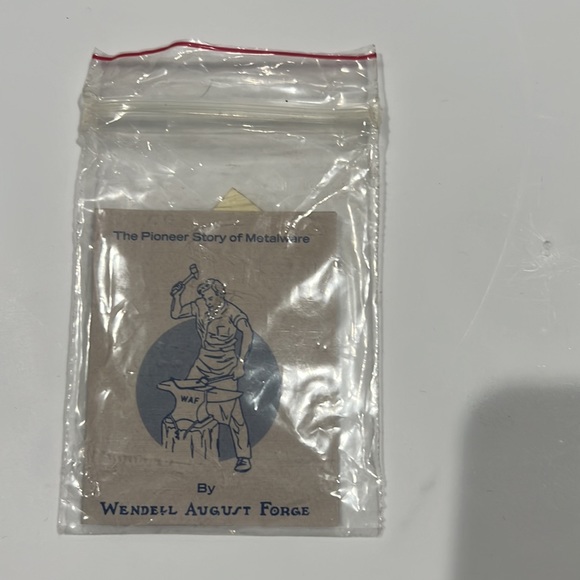 The Pioneer Story of Metalware
WAF
By
Wendell August Forge